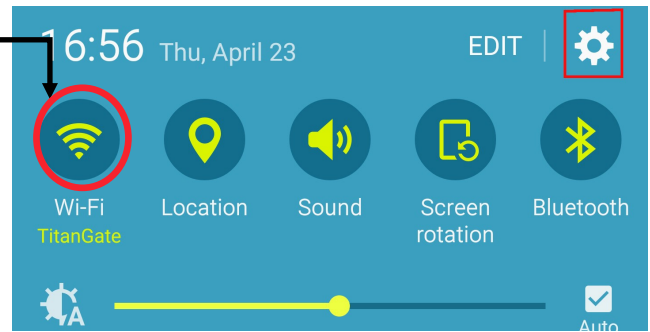 16:56 Thu, April 23 EDIT
Wi-Fi Location Sound Screen rotation Bluetooth
TitanGate
A
Auto